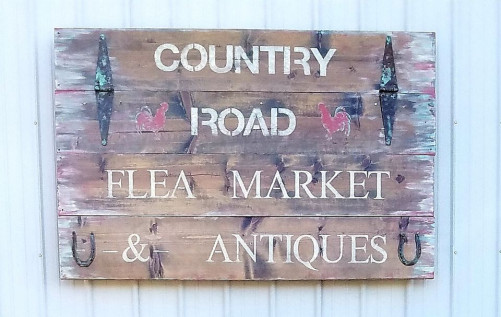 COUNTRY
ROAD
FLEA MARKET
-&- ANTIQUES